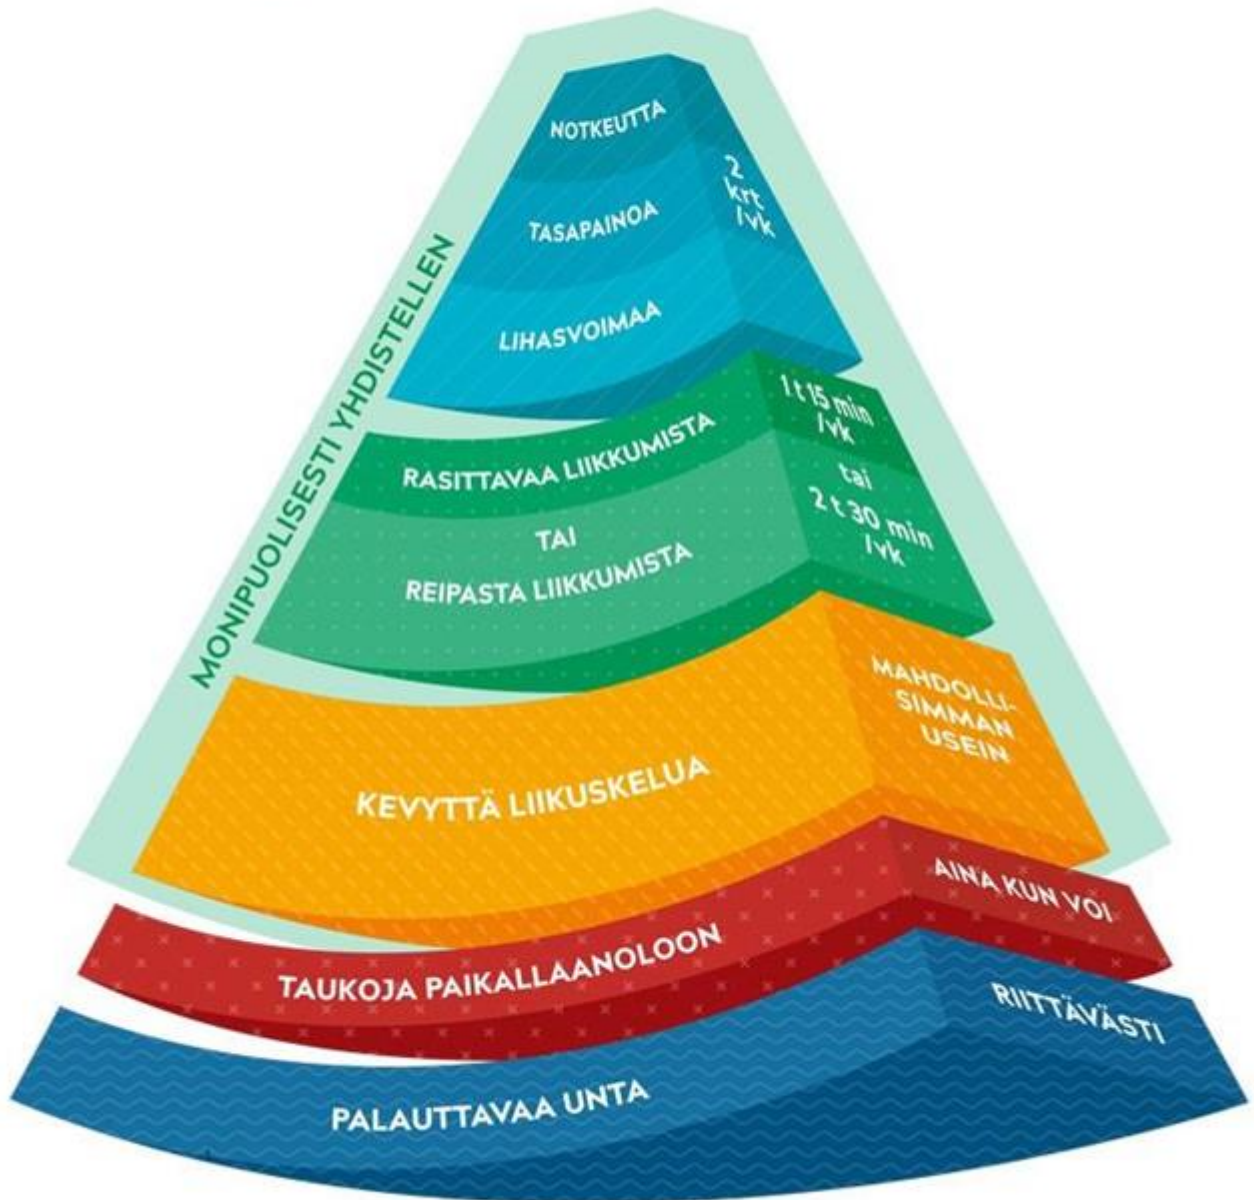 MONIPUOLISESTI YHDISTELLEN
NOTKEUTTA
TASAPAINOA
LIHASVOIMAA
2
krt
/vk
RASITTAVAA LIIKKUMISTA
1 t 15 min
/vk
TAI
REIPASTA LIIKKUMISTA
tai
2 t 30 min
/vk
KEVYTTÄ LIIKUSKELUA
MAHDOLLI-
SIMMAN
USEIN
TAUKOJA PAIKALLAANOLOON
AINA KUN VOI
PALAUTTAVAA UNTA
RIITTÄVÄSTI